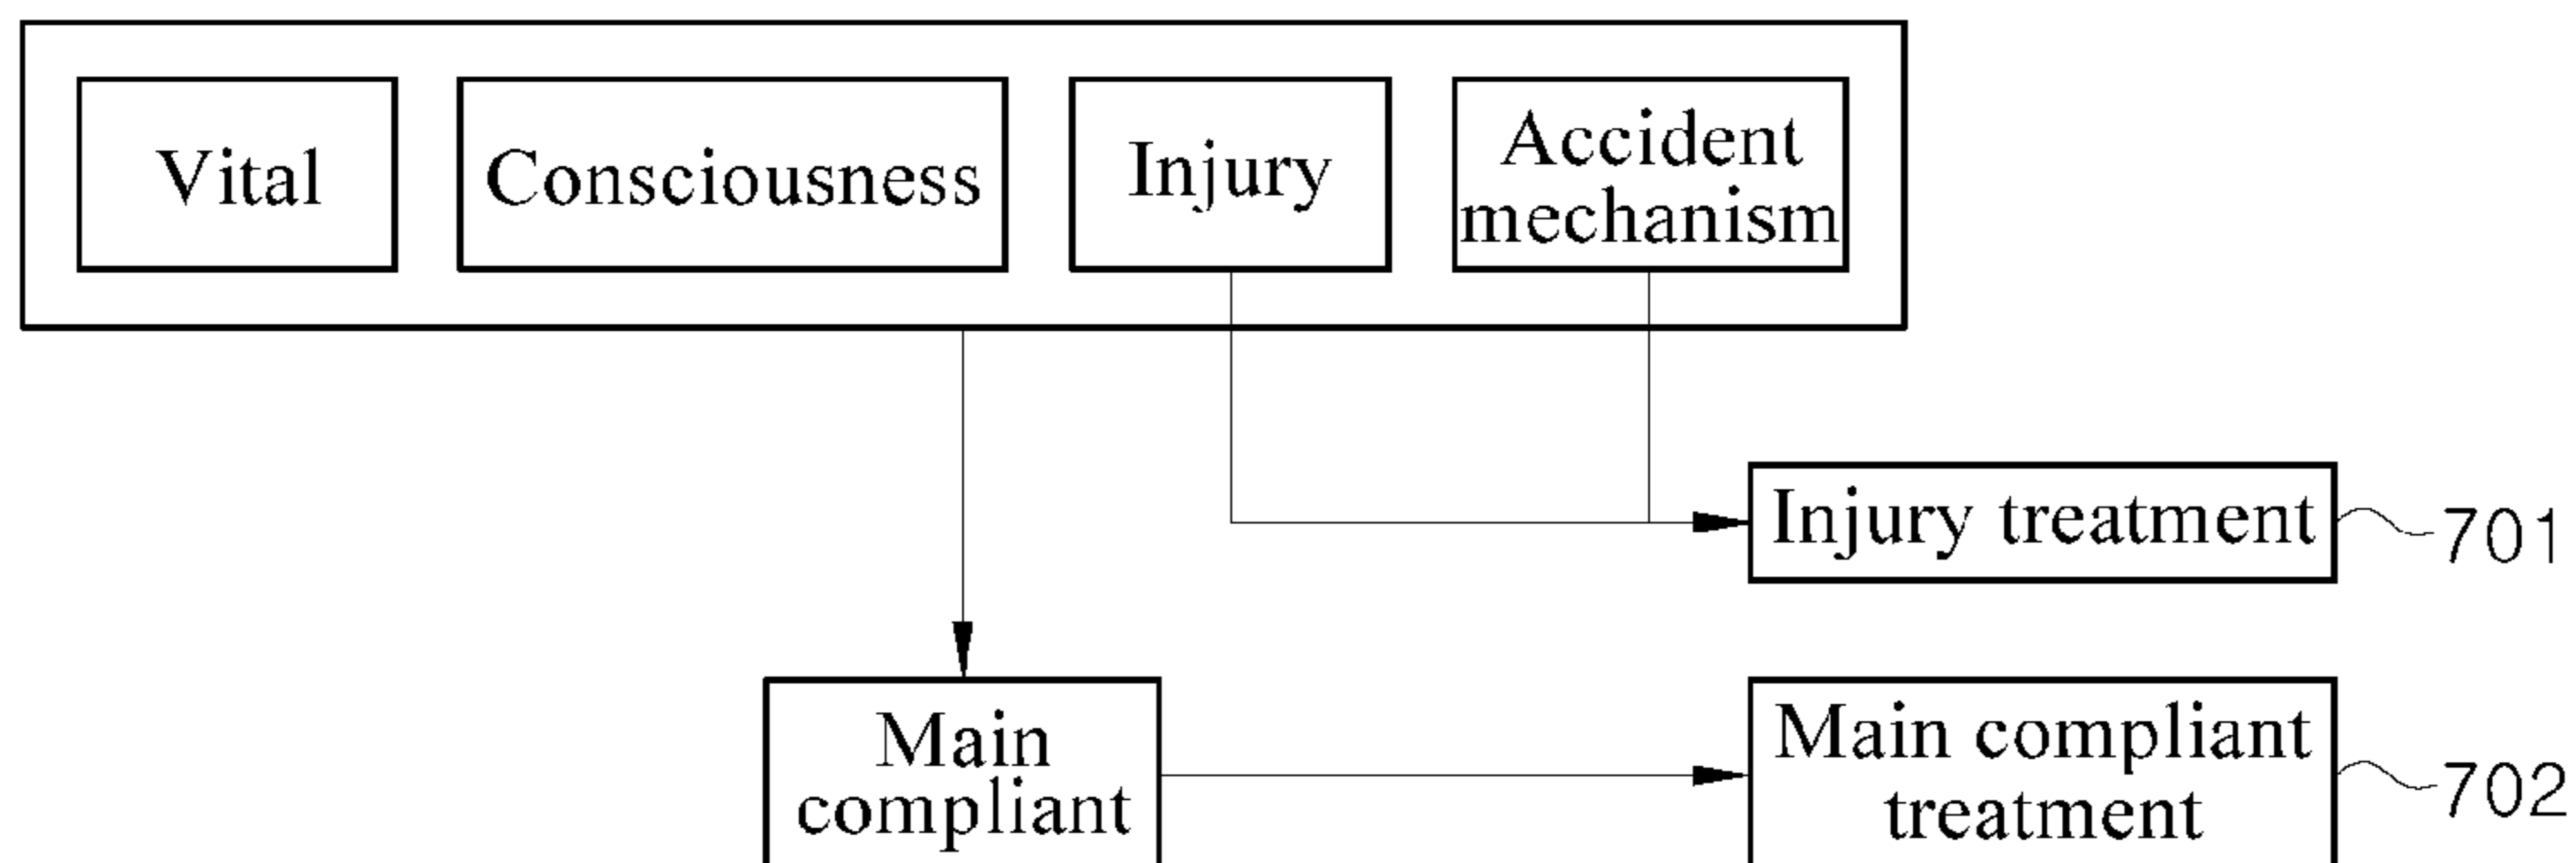 Vital
Consciousness
Injury
Accident
mechanism
Injury treatment
701
Main
compliant
Main compliant
treatment
702